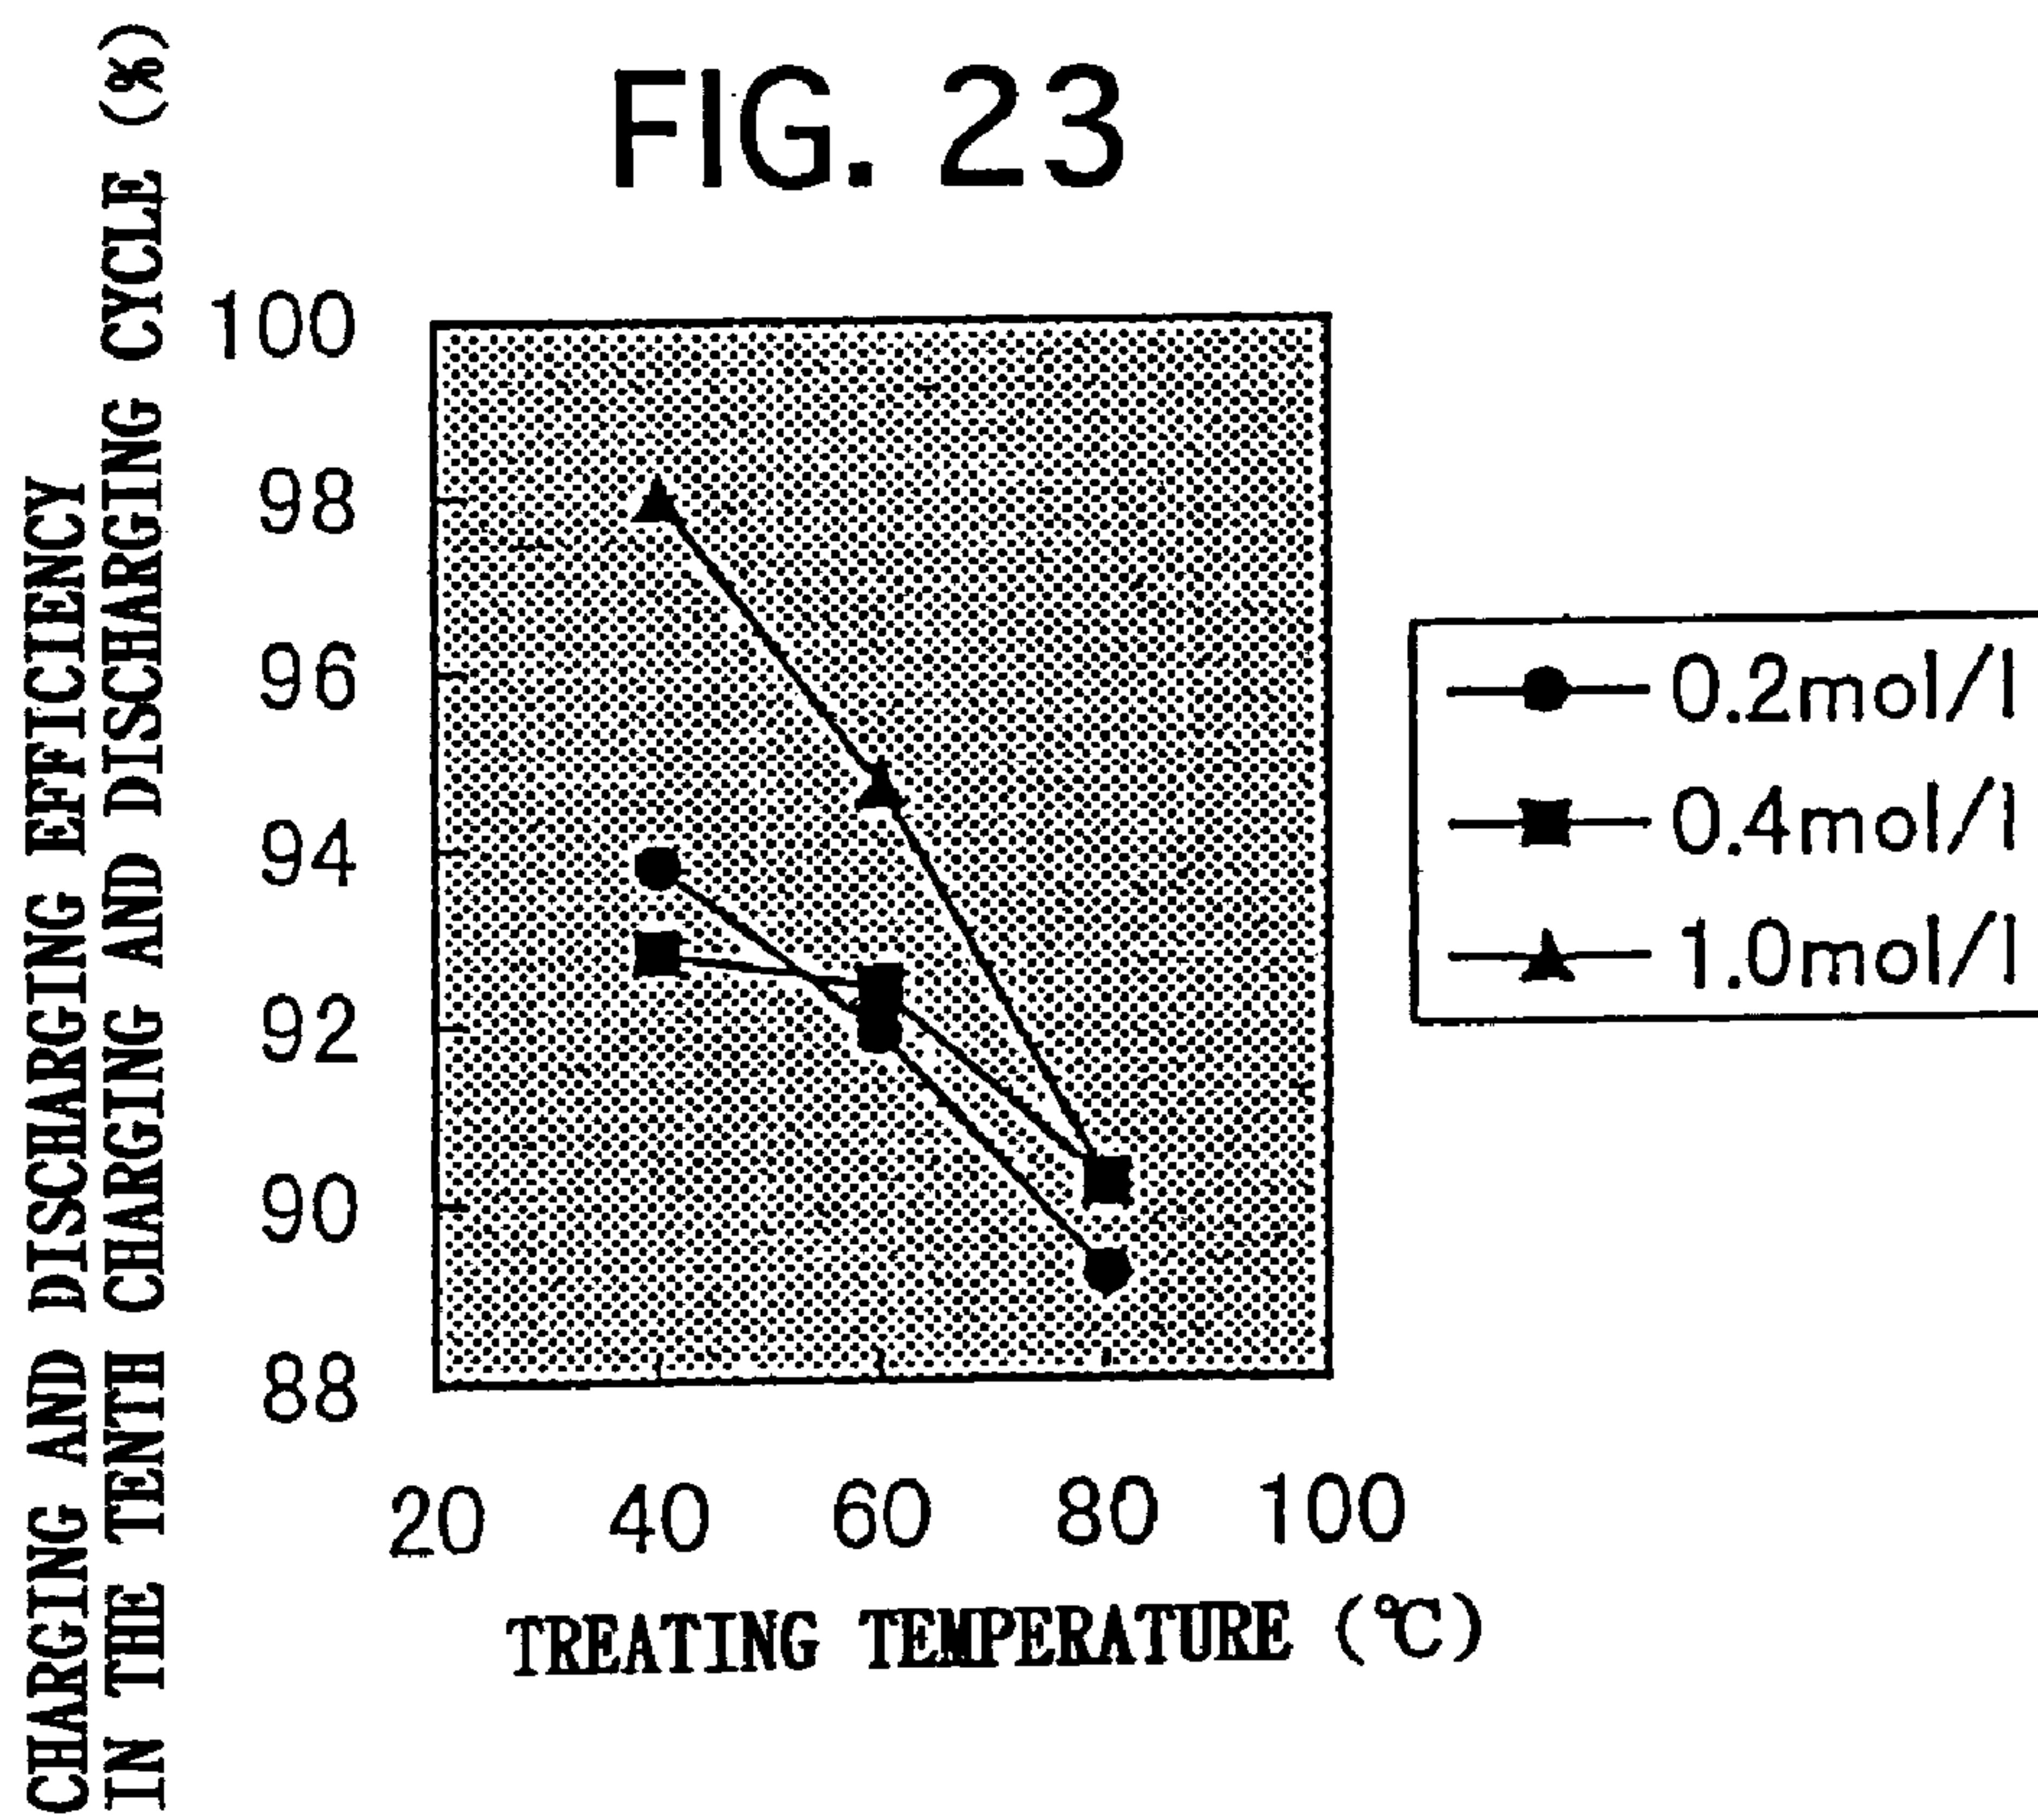 FIG. 23
CHARGING AND DISCHARGING EFFICIENCY
IN THE TENTH CHARGING AND DISCHARGING CYCLE (%)
100
98
96
94
92
90
88
20 40 60 80 100
TREATING TEMPERATURE (℃)
0.2mol/l
0.4mol/l
1.0mol/l